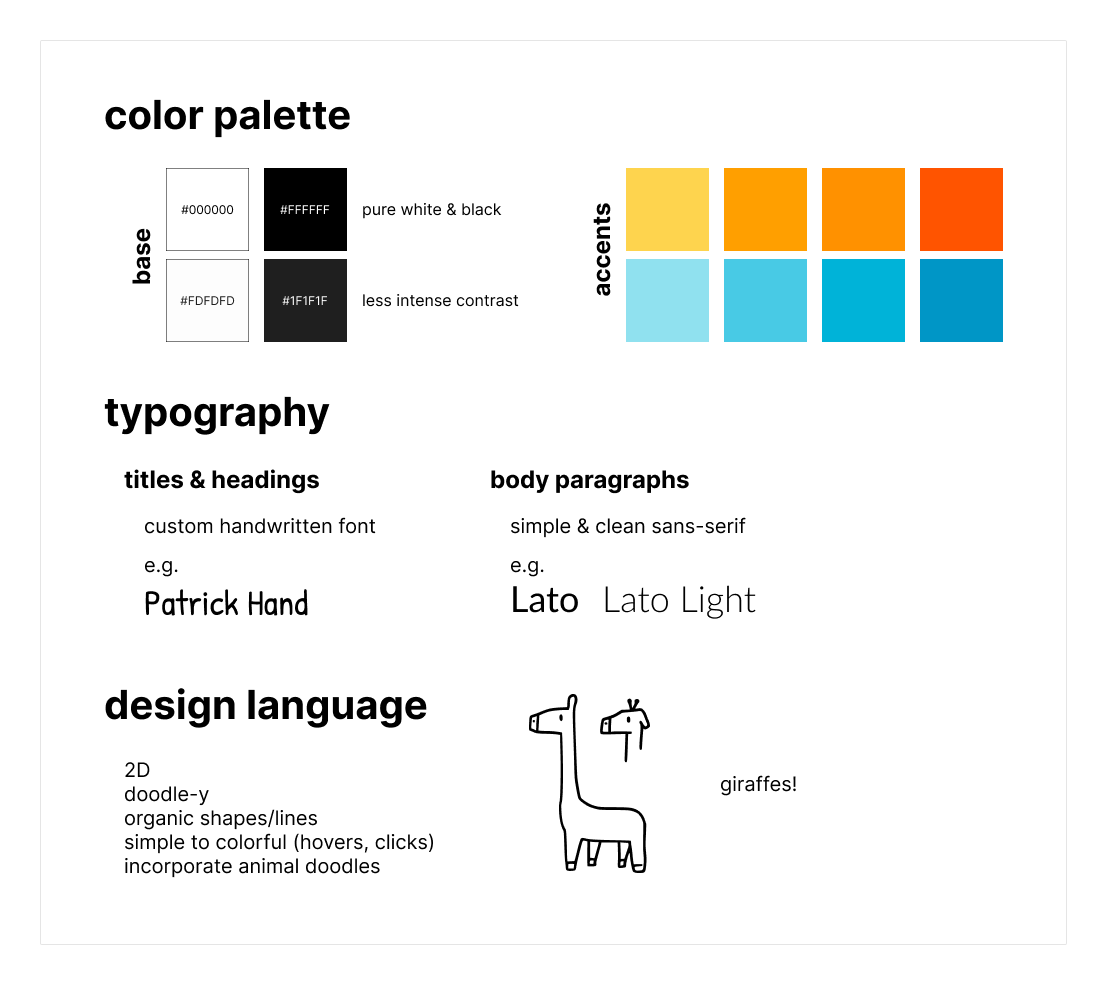 color palette
base
#000000
#FFFFFF
pure white & black
#FDFDFD
#1F1F1F
less intense contrast
accents
typography
titles & headings
custom handwritten font
e.g.
Patrick Hand
body paragraphs
simple & clean sans-serif
e.g.
Lato Lato Light
design language
2D
doodle-y
organic shapes/lines
simple to colorful (hovers, clicks)
incorporate animal doodles
giraffes!